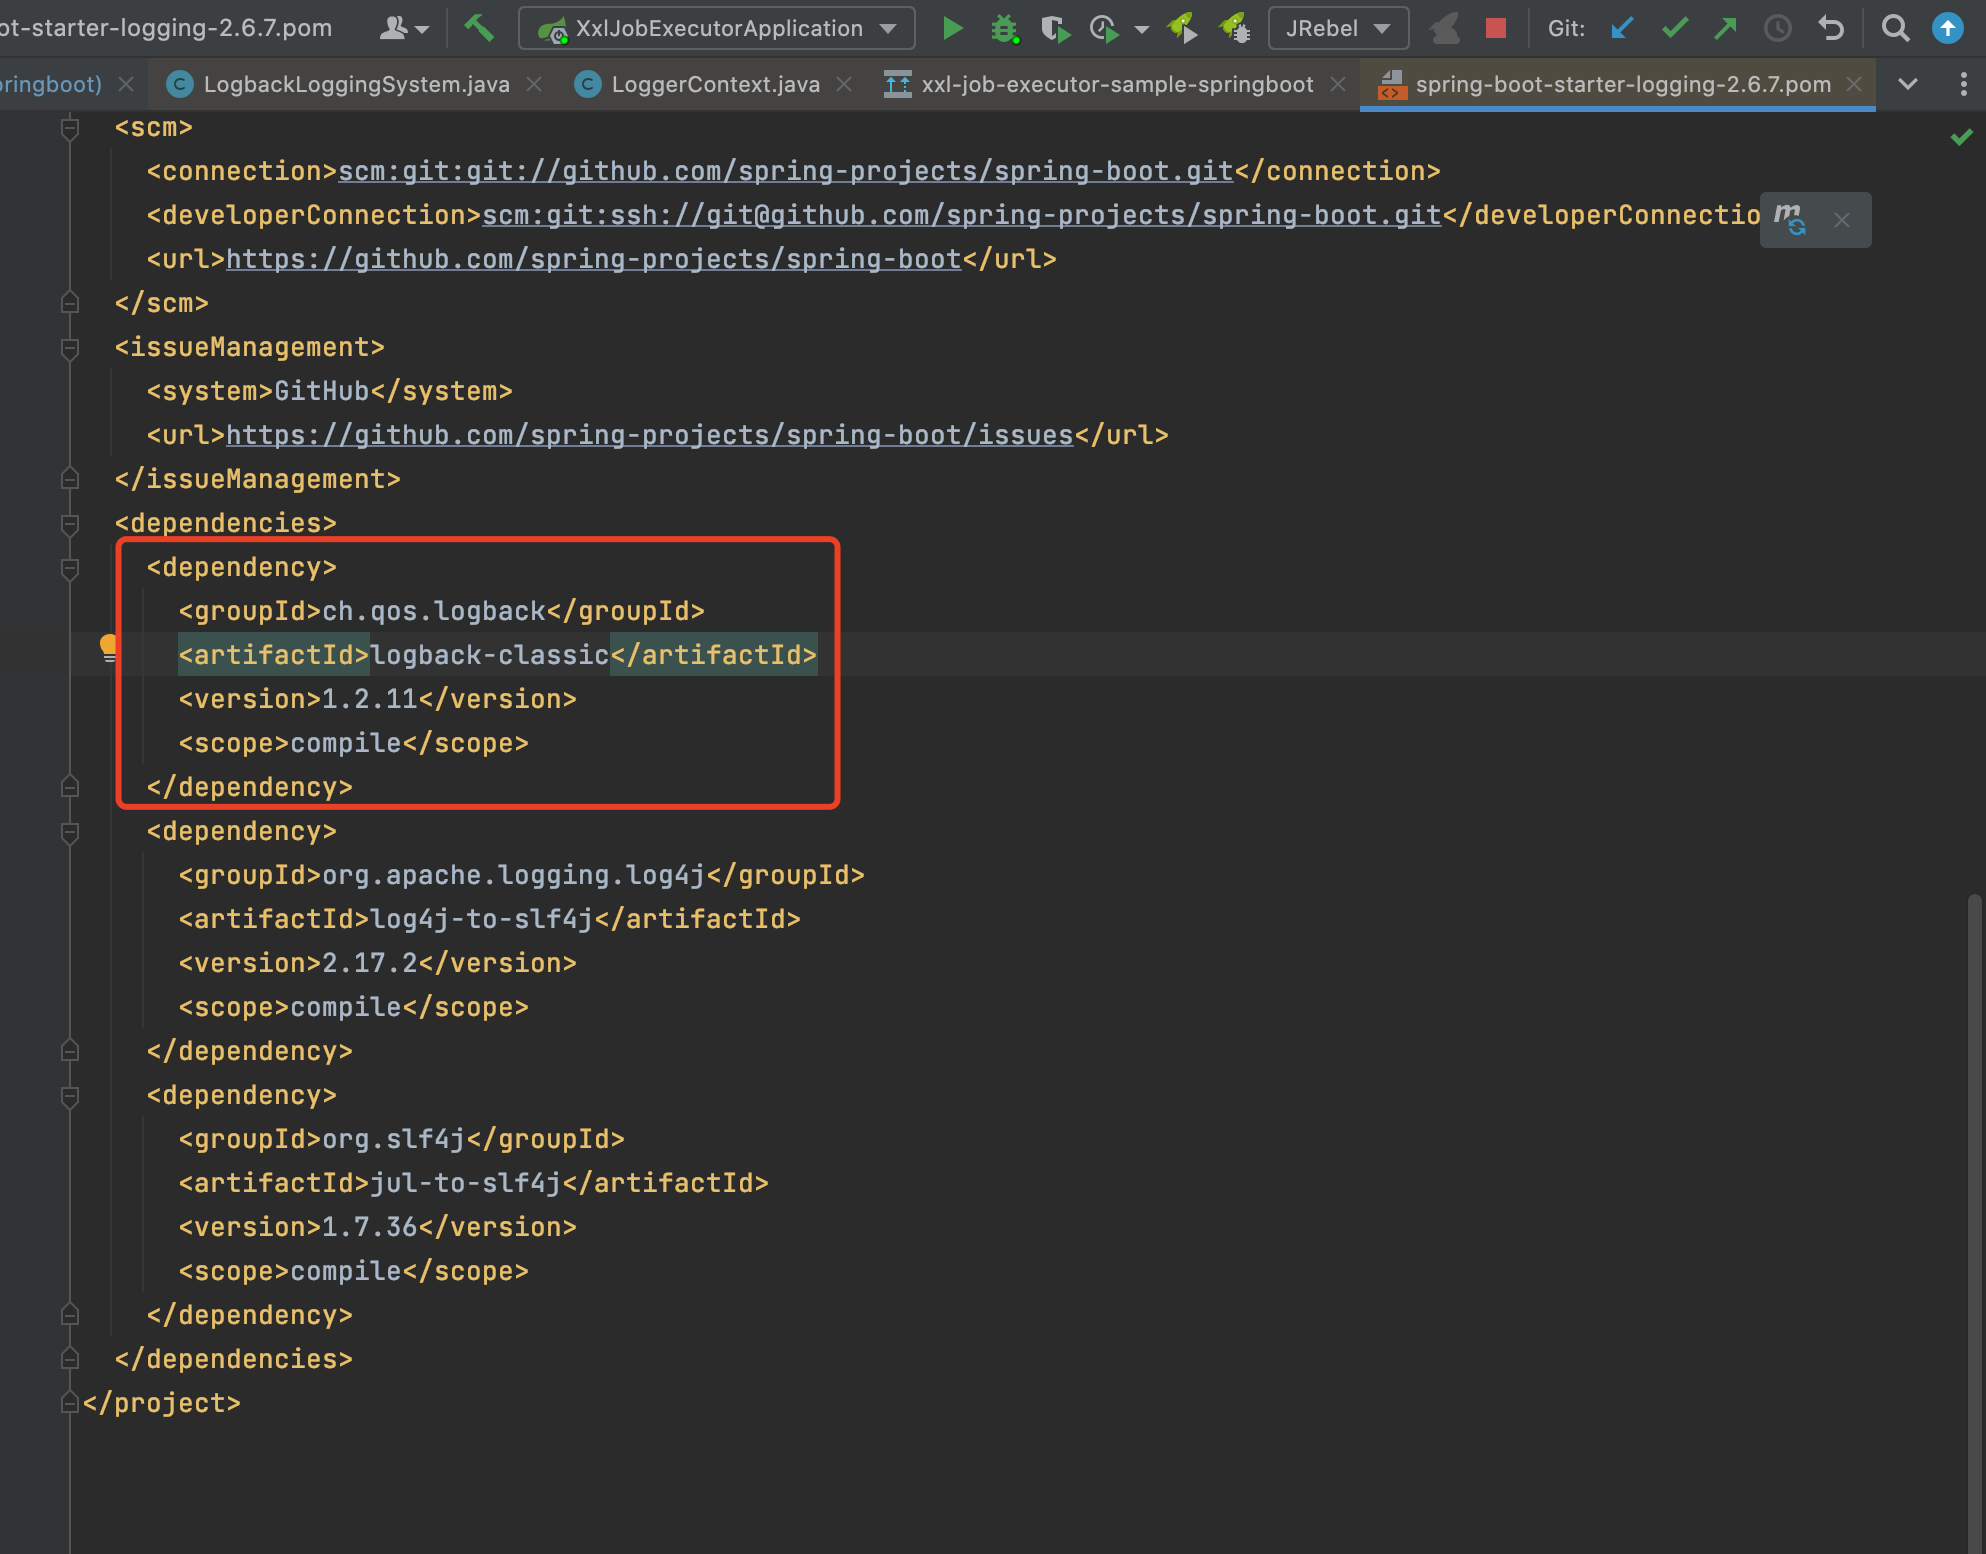 ot-starter-logging-2.6.7.pom XxlJobExecutorApplication JRebel Git:
pringboot) LogbackLoggingSystem.java LoggerContext.java xxl-job-executor-sample-springboot spring-boot-starter-logging-2.6.7.pom
<scm>
<connection>scm:git:git://github.com/spring-projects/spring-boot.git</connection>
<developerConnection>scm:git:ssh://git@github.com/spring-projects/spring-boot.git</developerConnectio
<url>https://github.com/spring-projects/spring-boot</url>
</scm>
<issueManagement>
<system>GitHub</system>
<url>https://github.com/spring-projects/spring-boot/issues</url>
</issueManagement>
<dependencies>
<dependency>
<groupId>ch.qos.logback</groupId>
<artifactId>logback-classic</artifactId>
<version>1.2.11</version>
<scope>compile</scope>
</dependency>
<dependency>
<groupId>org.apache.logging.log4j</groupId>
<artifactId>log4j-to-slf4j</artifactId>
<version>2.17.2</version>
<scope>compile</scope>
</dependency>
<dependency>
<groupId>org.slf4j</groupId>
<artifactId>jul-to-slf4j</artifactId>
<version>1.7.36</version>
<scope>compile</scope>
</dependency>
</dependencies>
</project>